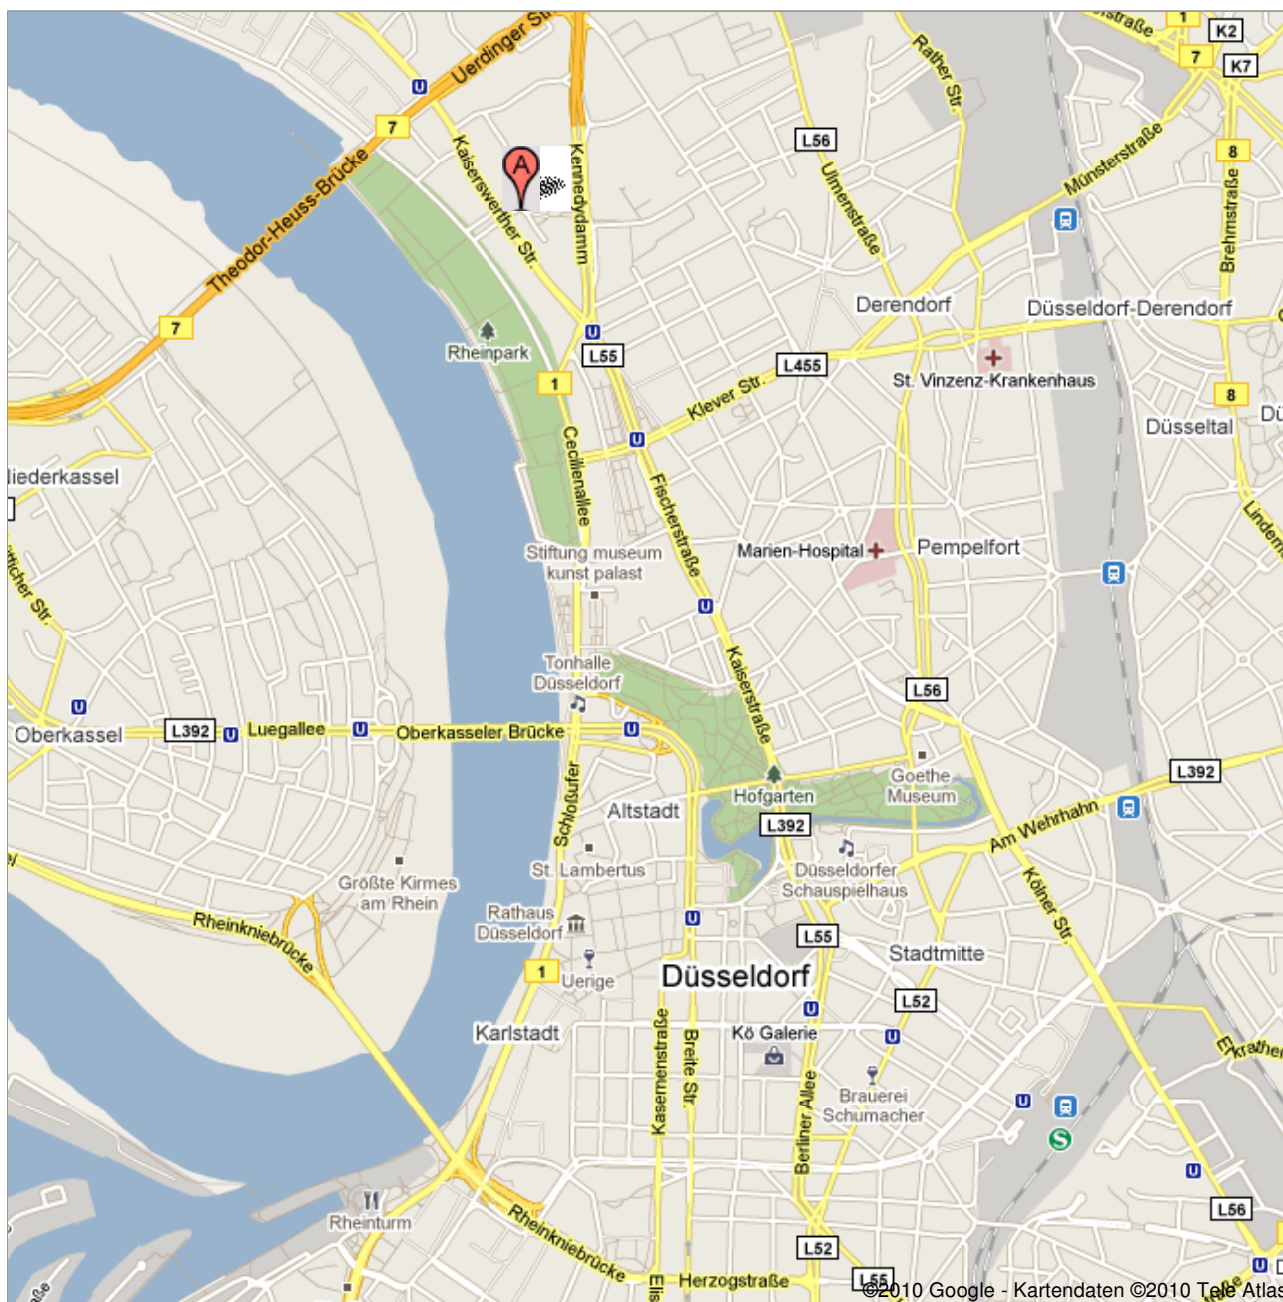 Uerdinger Str.
1
K2
7
K7
U
7
Rather Str.
L56
Münsterstraße
8
Kaiserswerther Str.
A
Kennedydamm
Ulmenstraße
Brehmstraße
Theodor-Heuss-Brücke
7
Derendorf
Düsseldorf-Derendorf
U
Rheinpark
L55
L455
St. Vinzenz-Krankenhaus
1
Klever Str.
8
Düsseltal
U
Cecilienallee
Niederkassel
Fischerstraße
Marien-Hospital
Pempelfort
Stiftung museum
kunst palast
U
Tonhalle
Düsseldorf
Kaiserstraße
L56
U
Oberkassel
L392
U
Luegallee
U
Oberkasseler Brücke
U
Goethe
Museum
L392
Hofgarten
Schloßufer
Altstadt
L392
Am Wehrhahn
St. Lambertus
Düsseldorfer
Schauspielhaus
Größte Kirmes
am Rhein
Kölner Str.
Rheinkniebrücke
Rathaus
Düsseldorf
U
L55
Stadtmitte
1
Uerige
Düsseldorf
L52
U
Karlstadt
Kö Galerie
U
Kasernenstraße
Breite Str.
Berliner Allee
Brauerei
Schumacher
U
S
U
Rheinturm
L56
Rheinkniebrücke
L52
U
Herzogstraße
L55
©2010 Google - Kartendaten ©2010 Tele Atlas